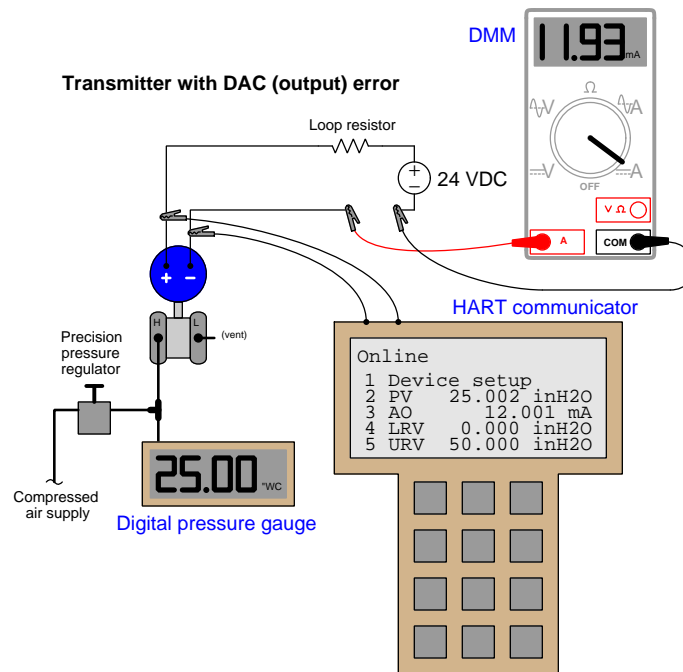 DMM
11.93 mA
Transmitter with DAC (output) error
Ω
V
A
V
A
OFF
Loop resistor
+
–
24 VDC
V Ω
A
COM
+ –
HART communicator
H
L
(vent)
Precision
pressure
regulator
Online
1 Device setup
2 PV 25.002 inH2O
3 AO 12.001 mA
4 LRV 0.000 inH2O
5 URV 50.000 inH2O
25.00 "WC
Compressed
air supply
Digital pressure gauge